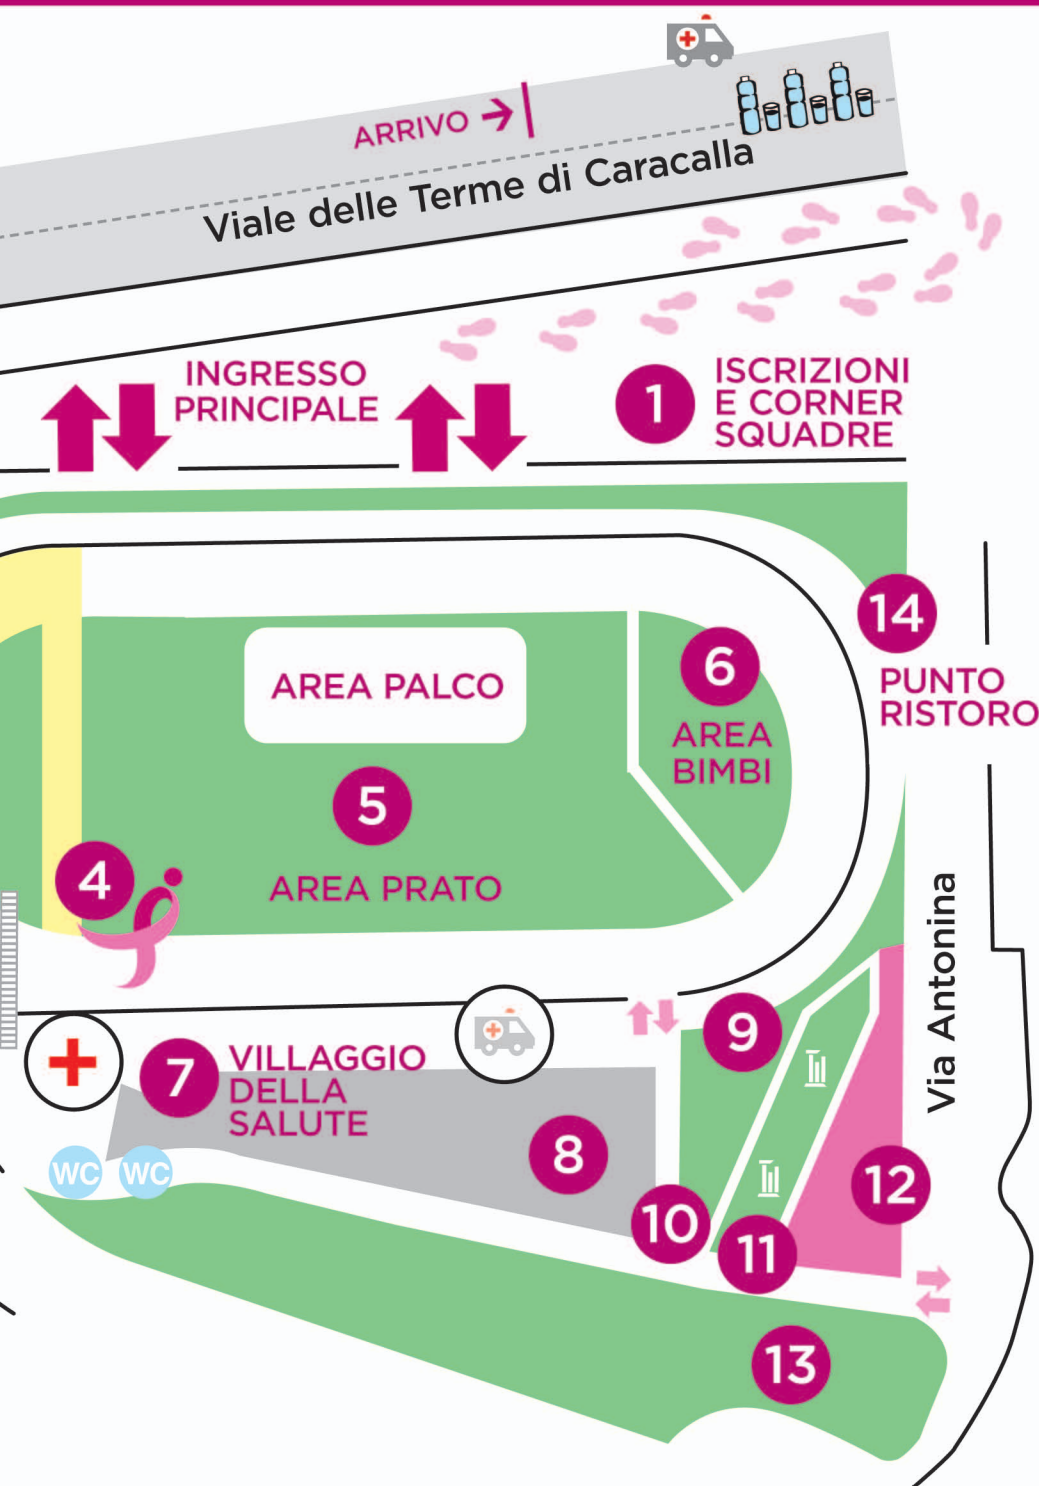 ARRIVO
Viale delle Terme di Caracalla
INGRESSO
PRINCIPALE
1
ISCRIZIONI
E CORNER
SQUADRE
14
PUNTO
RISTORO
AREA PALCO
6
AREA
BIMBI
5
AREA PRATO
4
Via Antonina
9
7
VILLAGGIO
DELLA
SALUTE
8
WC
WC
12
10
11
13